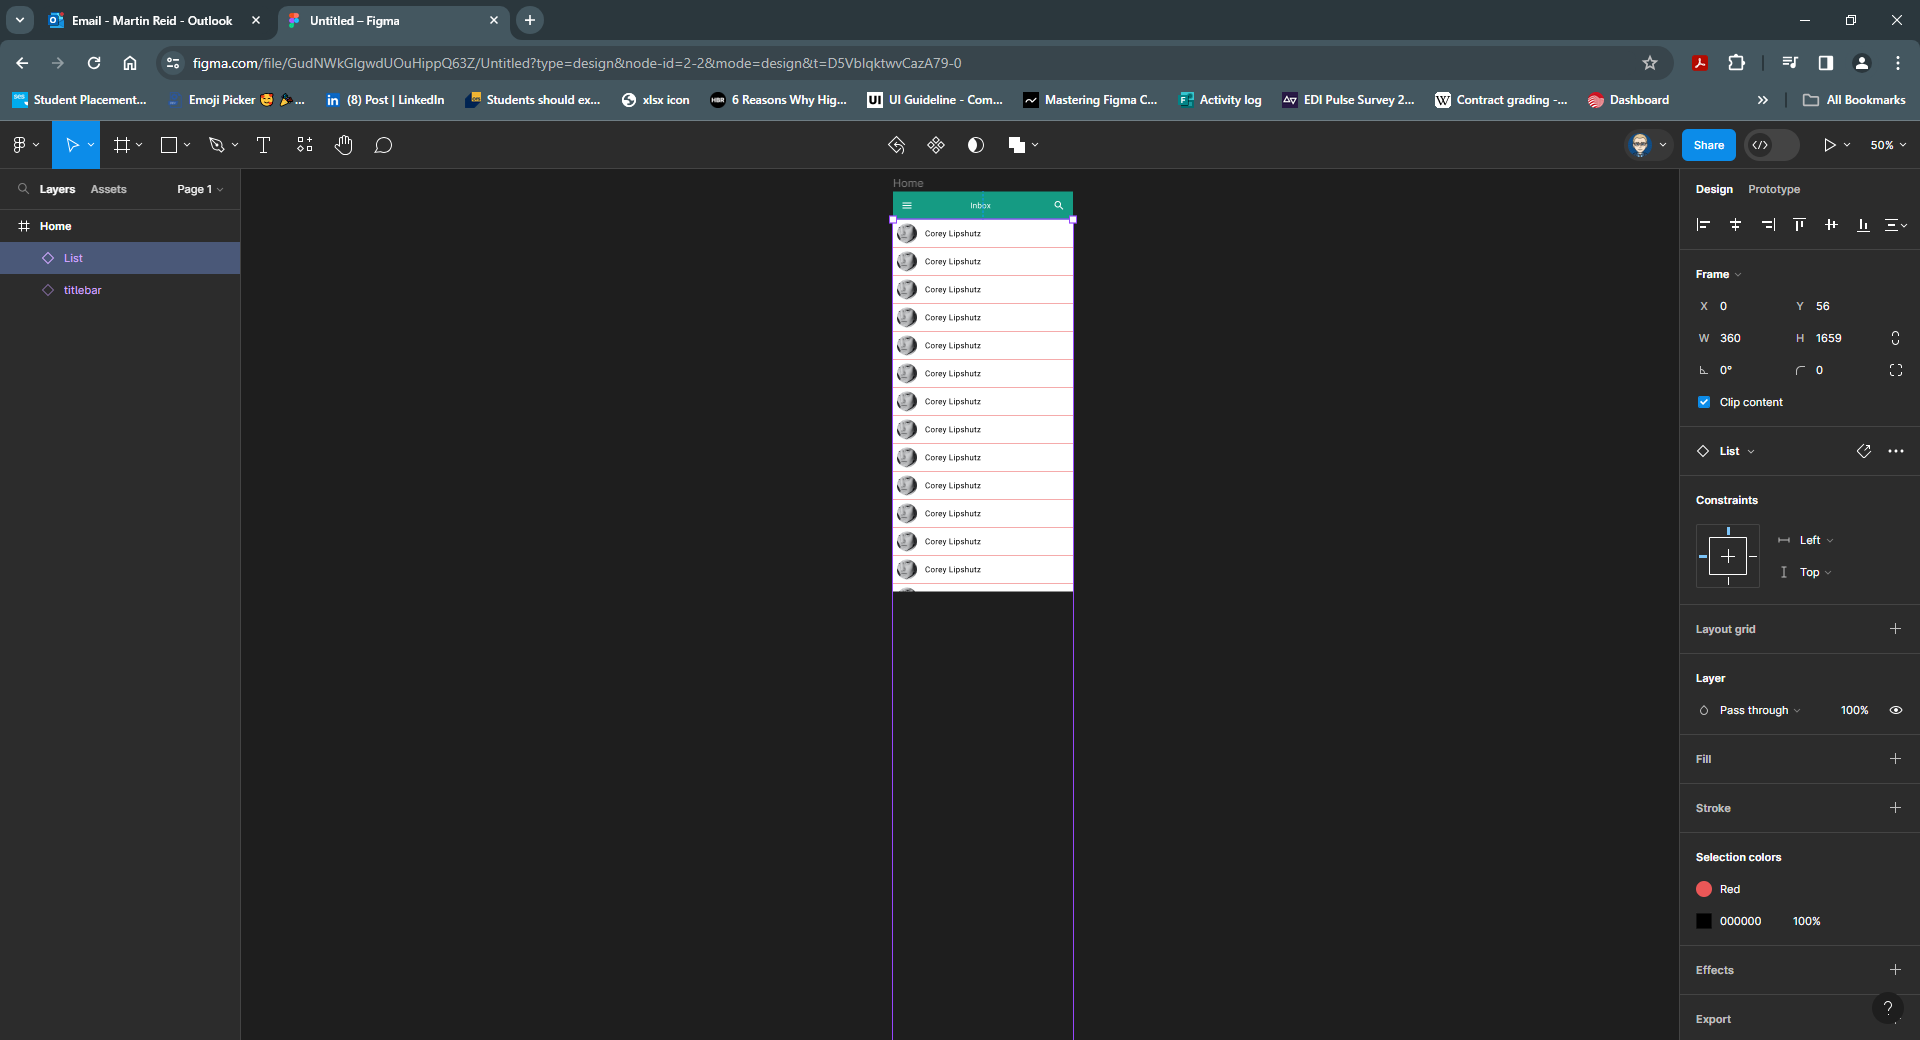 Email - Martin Reid - Outlook
Untitled – Figma
figma.com/file/GudNWkGlgwdUOuHippQ63Z/Untitled?type=design&node-id=2-2&mode=design&t=D5VbIqktwvCazA79-0
Student Placement...
Emoji Picker 🥰 🎉...
(8) Post | LinkedIn
Students should ex...
xlsx icon
6 Reasons Why Hig...
UI Guideline - Com...
Mastering Figma C...
Activity log
EDI Pulse Survey 2...
Contract grading -...
Dashboard
All Bookmarks
Share
50%
Layers
Assets
Page 1
Home
List
titlebar
Home
Inbox
Corey Lipshutz
Corey Lipshutz
Corey Lipshutz
Corey Lipshutz
Corey Lipshutz
Corey Lipshutz
Corey Lipshutz
Corey Lipshutz
Corey Lipshutz
Corey Lipshutz
Corey Lipshutz
Corey Lipshutz
Corey Lipshutz
Design
Prototype
Frame
X 0 Y 56
W 360 H 1659
0° 0
Clip content
List
Constraints
Left
Top
Layout grid
Layer
Pass through 100%
Fill
Stroke
Selection colors
Red
000000 100%
Effects
?
Export